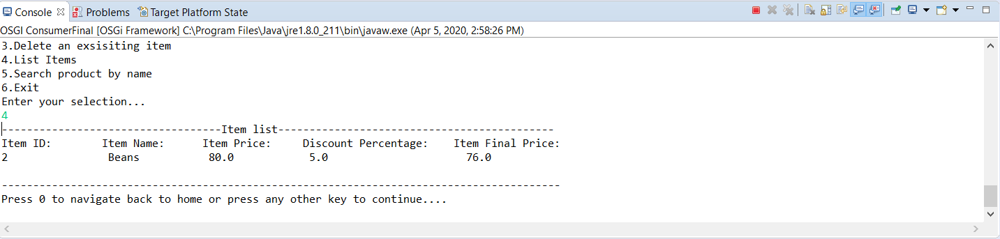 Console Problems Target Platform State
OSGI ConsumerFinal [OSGi Framework] C:\Program Files\Java\jre1.8.0_211\bin\javaw.exe (Apr 5, 2020, 2:58:26 PM)
3.Delete an exsisiting item
4.List Items
5.Search product by name
6.Exit
Enter your selection...
4
-----------------------------------Item list--------------------------------------------
Item ID:        Item Name:      Item Price:     Discount Percentage:    Item Final Price:
2                Beans           80.0            5.0                      76.0
-----------------------------------------------------------------------------------------
Press 0 to navigate back to home or press any other key to continue....